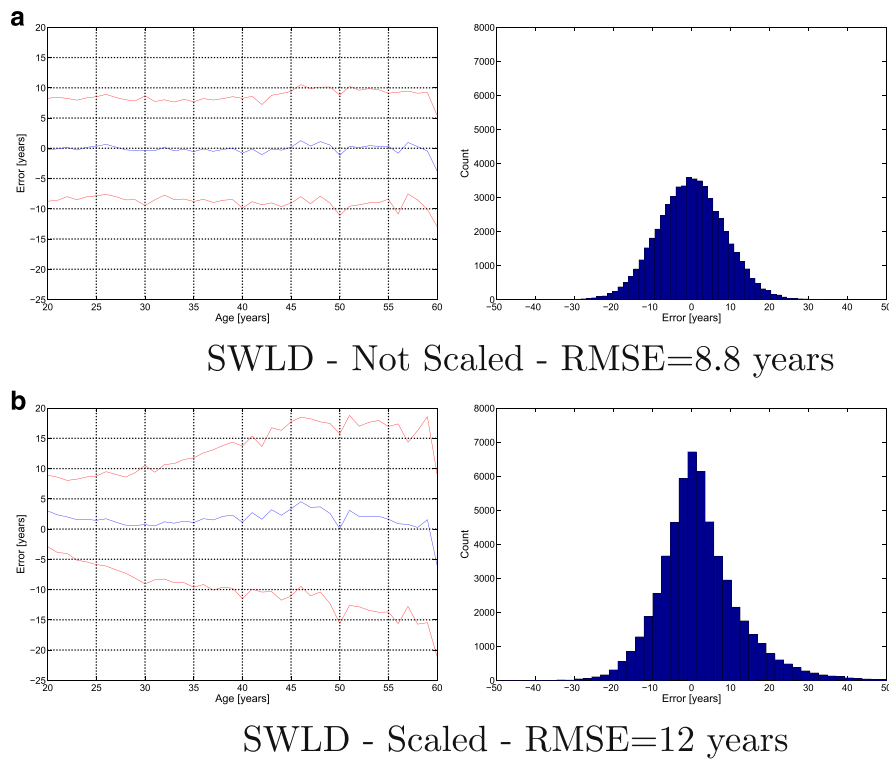 a
20
15
10
5
0
−5
−10
−15
−20
−25
Error [years]
20 25 30 35 40 45 50 55 60
Age [years]
8000
7000
6000
5000
4000
3000
2000
1000
0
Count
−50 −40 −30 −20 −10 0 10 20 30 40 50
Error [years]
SWLD - Not Scaled - RMSE=8.8 years
b
20
15
10
5
0
−5
−10
−15
−20
−25
Error [years]
20 25 30 35 40 45 50 55 60
Age [years]
8000
7000
6000
5000
4000
3000
2000
1000
0
Count
−50 −40 −30 −20 −10 0 10 20 30 40 50
Error [years]
SWLD - Scaled - RMSE=12 years